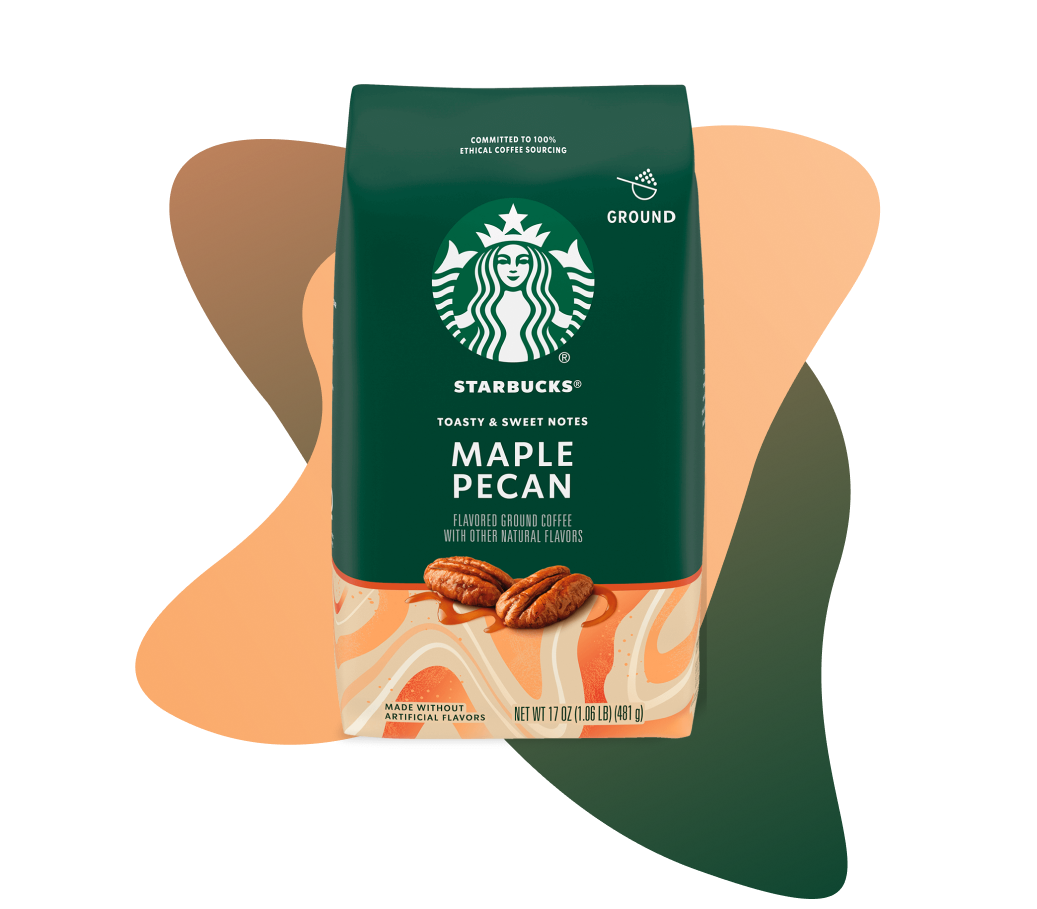 COMMITTED TO 100%
ETHICAL COFFEE SOURCING
GROUND
®
STARBUCKS®
TOASTY & SWEET NOTES
MAPLE
PECAN
FLAVORED GROUND COFFEE
WITH OTHER NATURAL FLAVORS
MADE WITHOUT
ARTIFICIAL FLAVORS
NET WT 17 OZ (1.06 LB) (481 g)